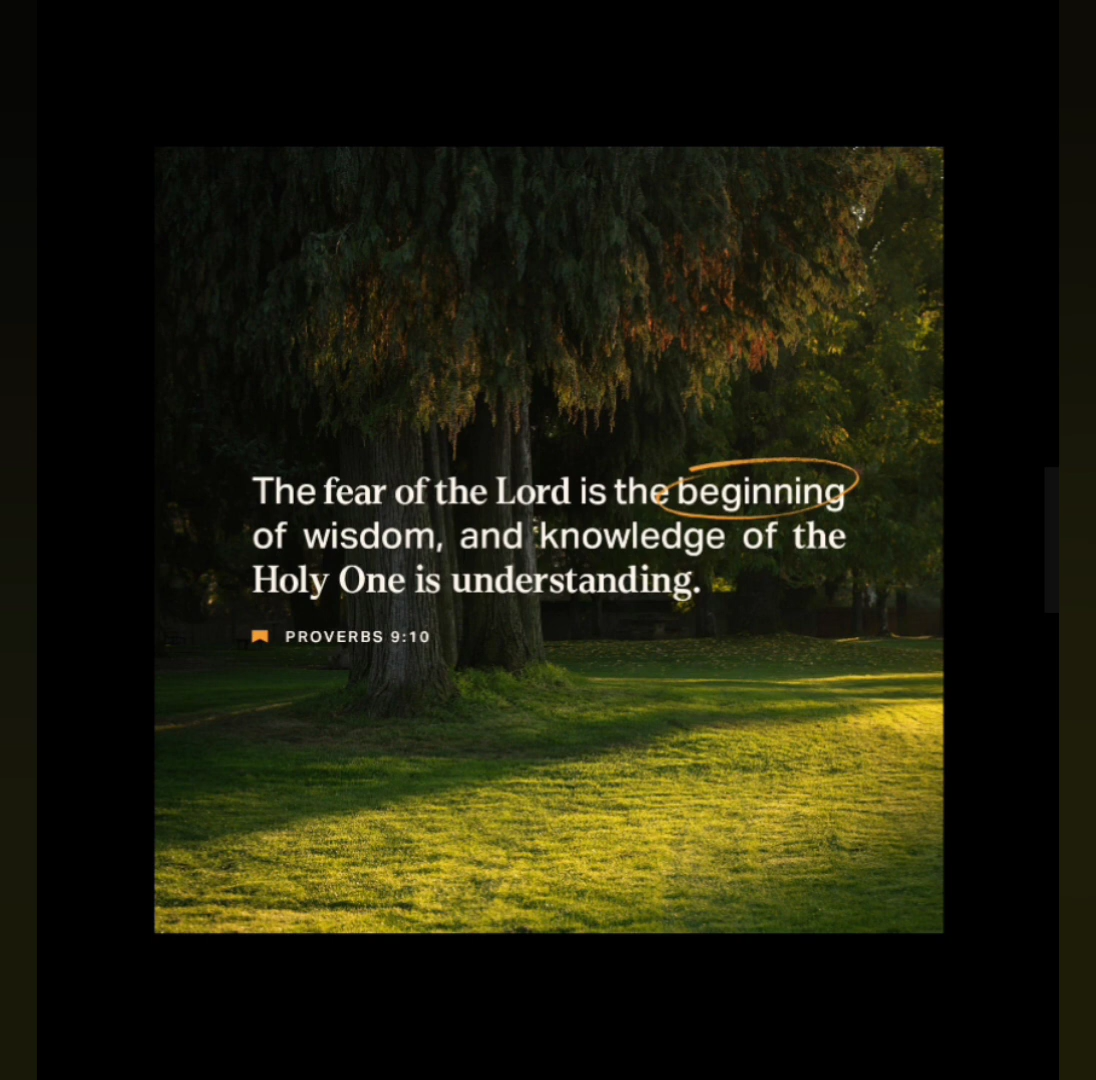 The fear of the Lord is the beginning
of wisdom, and knowledge of the
Holy One is understanding.
PROVERBS 9:10